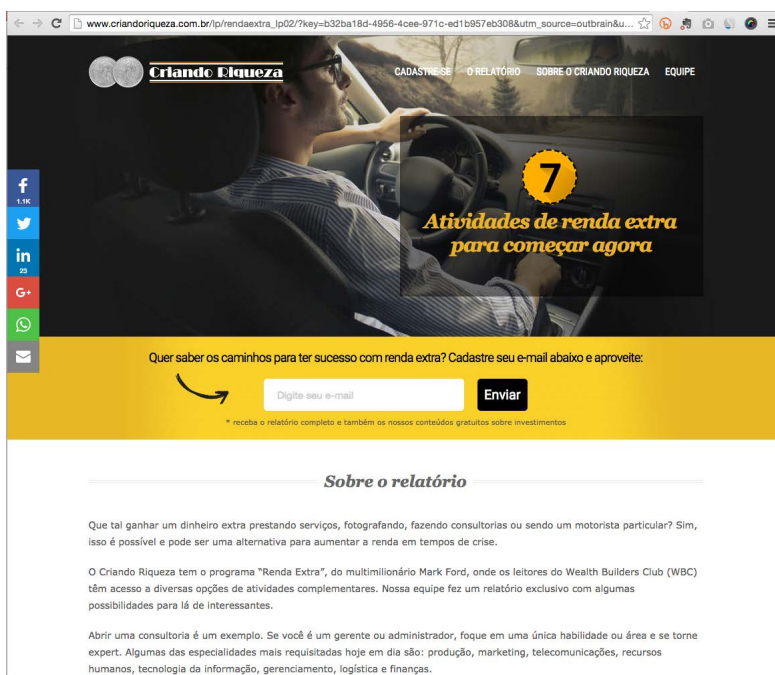 www.criandoriqueza.com.br/lp/rendaextra_lp02/?key=b32ba18d-4956-4cee-971c-ed1b957eb308&utm_source=outbrain&u...
Criando Riqueza
CADASTRE-SE O RELATÓRIO SOBRE O CRIANDO RIQUEZA EQUIPE
7
Atividades de renda extra
para começar agora
f
1.1K
in
23
G+
Quer saber os caminhos para ter sucesso com renda extra? Cadastre seu e-mail abaixo e aproveite:
Digite seu e-mail
Enviar
* receba o relatório completo e também os nossos conteúdos gratuitos sobre investimentos
Sobre o relatório
Que tal ganhar um dinheiro extra prestando serviços, fotografando, fazendo consultorias ou sendo um motorista particular? Sim,
isso é possível e pode ser uma alternativa para aumentar a renda em tempos de crise.
O Criando Riqueza tem o programa “Renda Extra”, do multimilionário Mark Ford, onde os leitores do Wealth Builders Club (WBC)
têm acesso a diversas opções de atividades complementares. Nossa equipe fez um relatório exclusivo com algumas
possibilidades para lá de interessantes.
Abrir uma consultoria é um exemplo. Se você é um gerente ou administrador, foque em uma única habilidade ou área e se torne
expert. Algumas das especialidades mais requisitadas hoje em dia são: produção, marketing, telecomunicações, recursos
humanos, tecnologia da informação, gerenciamento, logística e finanças.